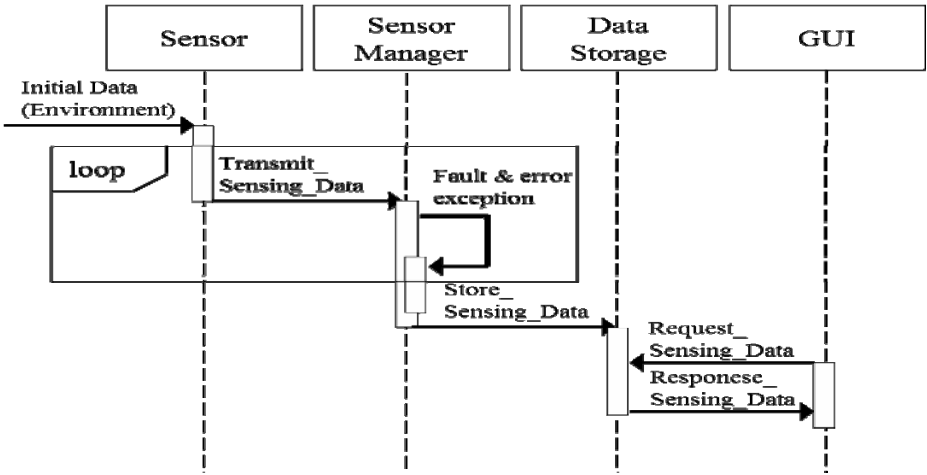 Sensor
Sensor
Manager
Data
Storage
GUI
Initial Data
(Environment)
loop
Transmit_
Sensing_Data
Fault & error
exception
Store_
Sensing_Data
Request_
Sensing_Data
Responese_
Sensing_Data